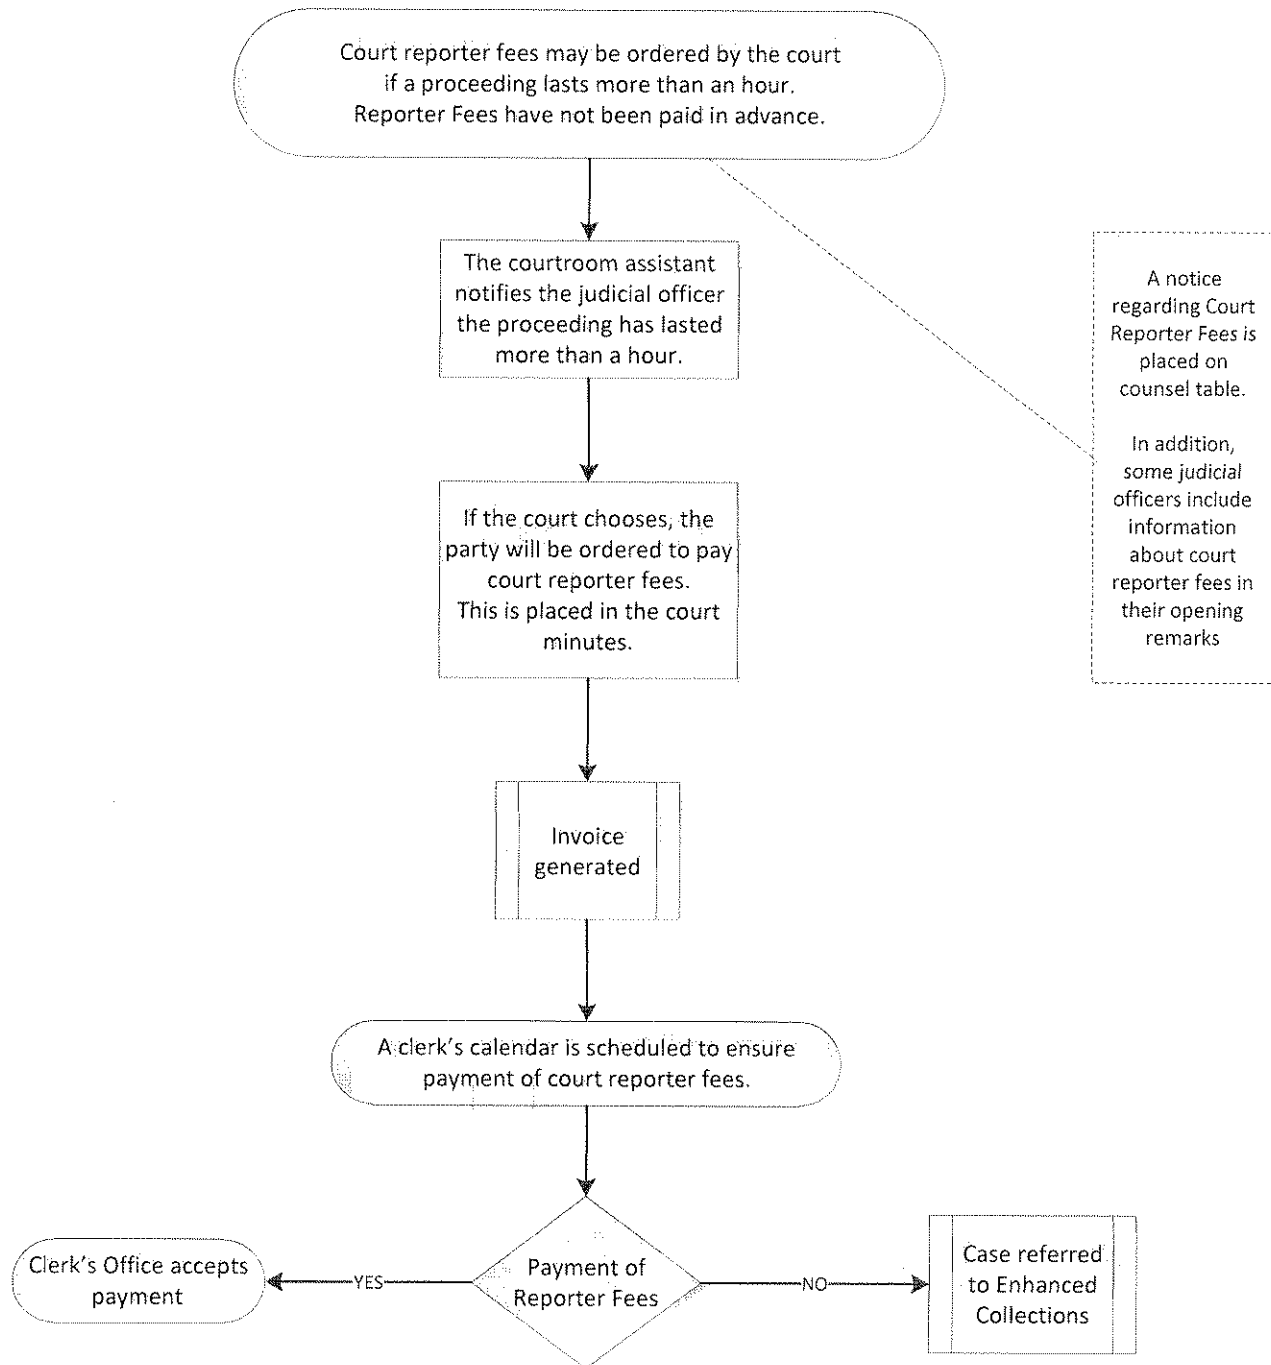 Court reporter fees may be ordered by the court
if a proceeding lasts more than an hour.
Reporter Fees have not been paid in advance.
The courtroom assistant
notifies the judicial officer
the proceeding has lasted
more than a hour.
A notice
regarding Court
Reporter Fees is
placed on
counsel table.
In addition,
some judicial
officers include
information
about court
reporter fees in
their opening
remarks
If the court chooses, the
party will be ordered to pay
court reporter fees.
This is placed in the court
minutes.
Invoice
generated
A clerk's calendar is scheduled to ensure
payment of court reporter fees.
Payment of
Reporter Fees
YES
Clerk's Office accepts
payment
NO
Case referred
to Enhanced
Collections